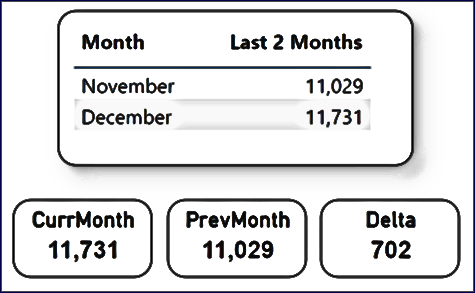 Month Last 2 Months
November 11,029
December 11,731
CurrMonth PrevMonth Delta
11,731 11,029 702